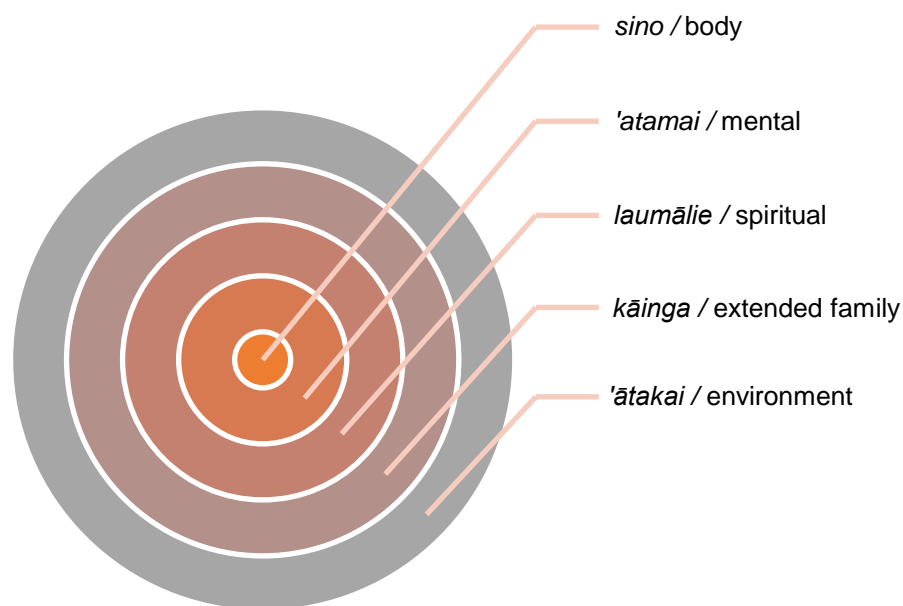 sino / body
'atamai / mental
laumālie / spiritual
kāinga / extended family
'ātakai / environment